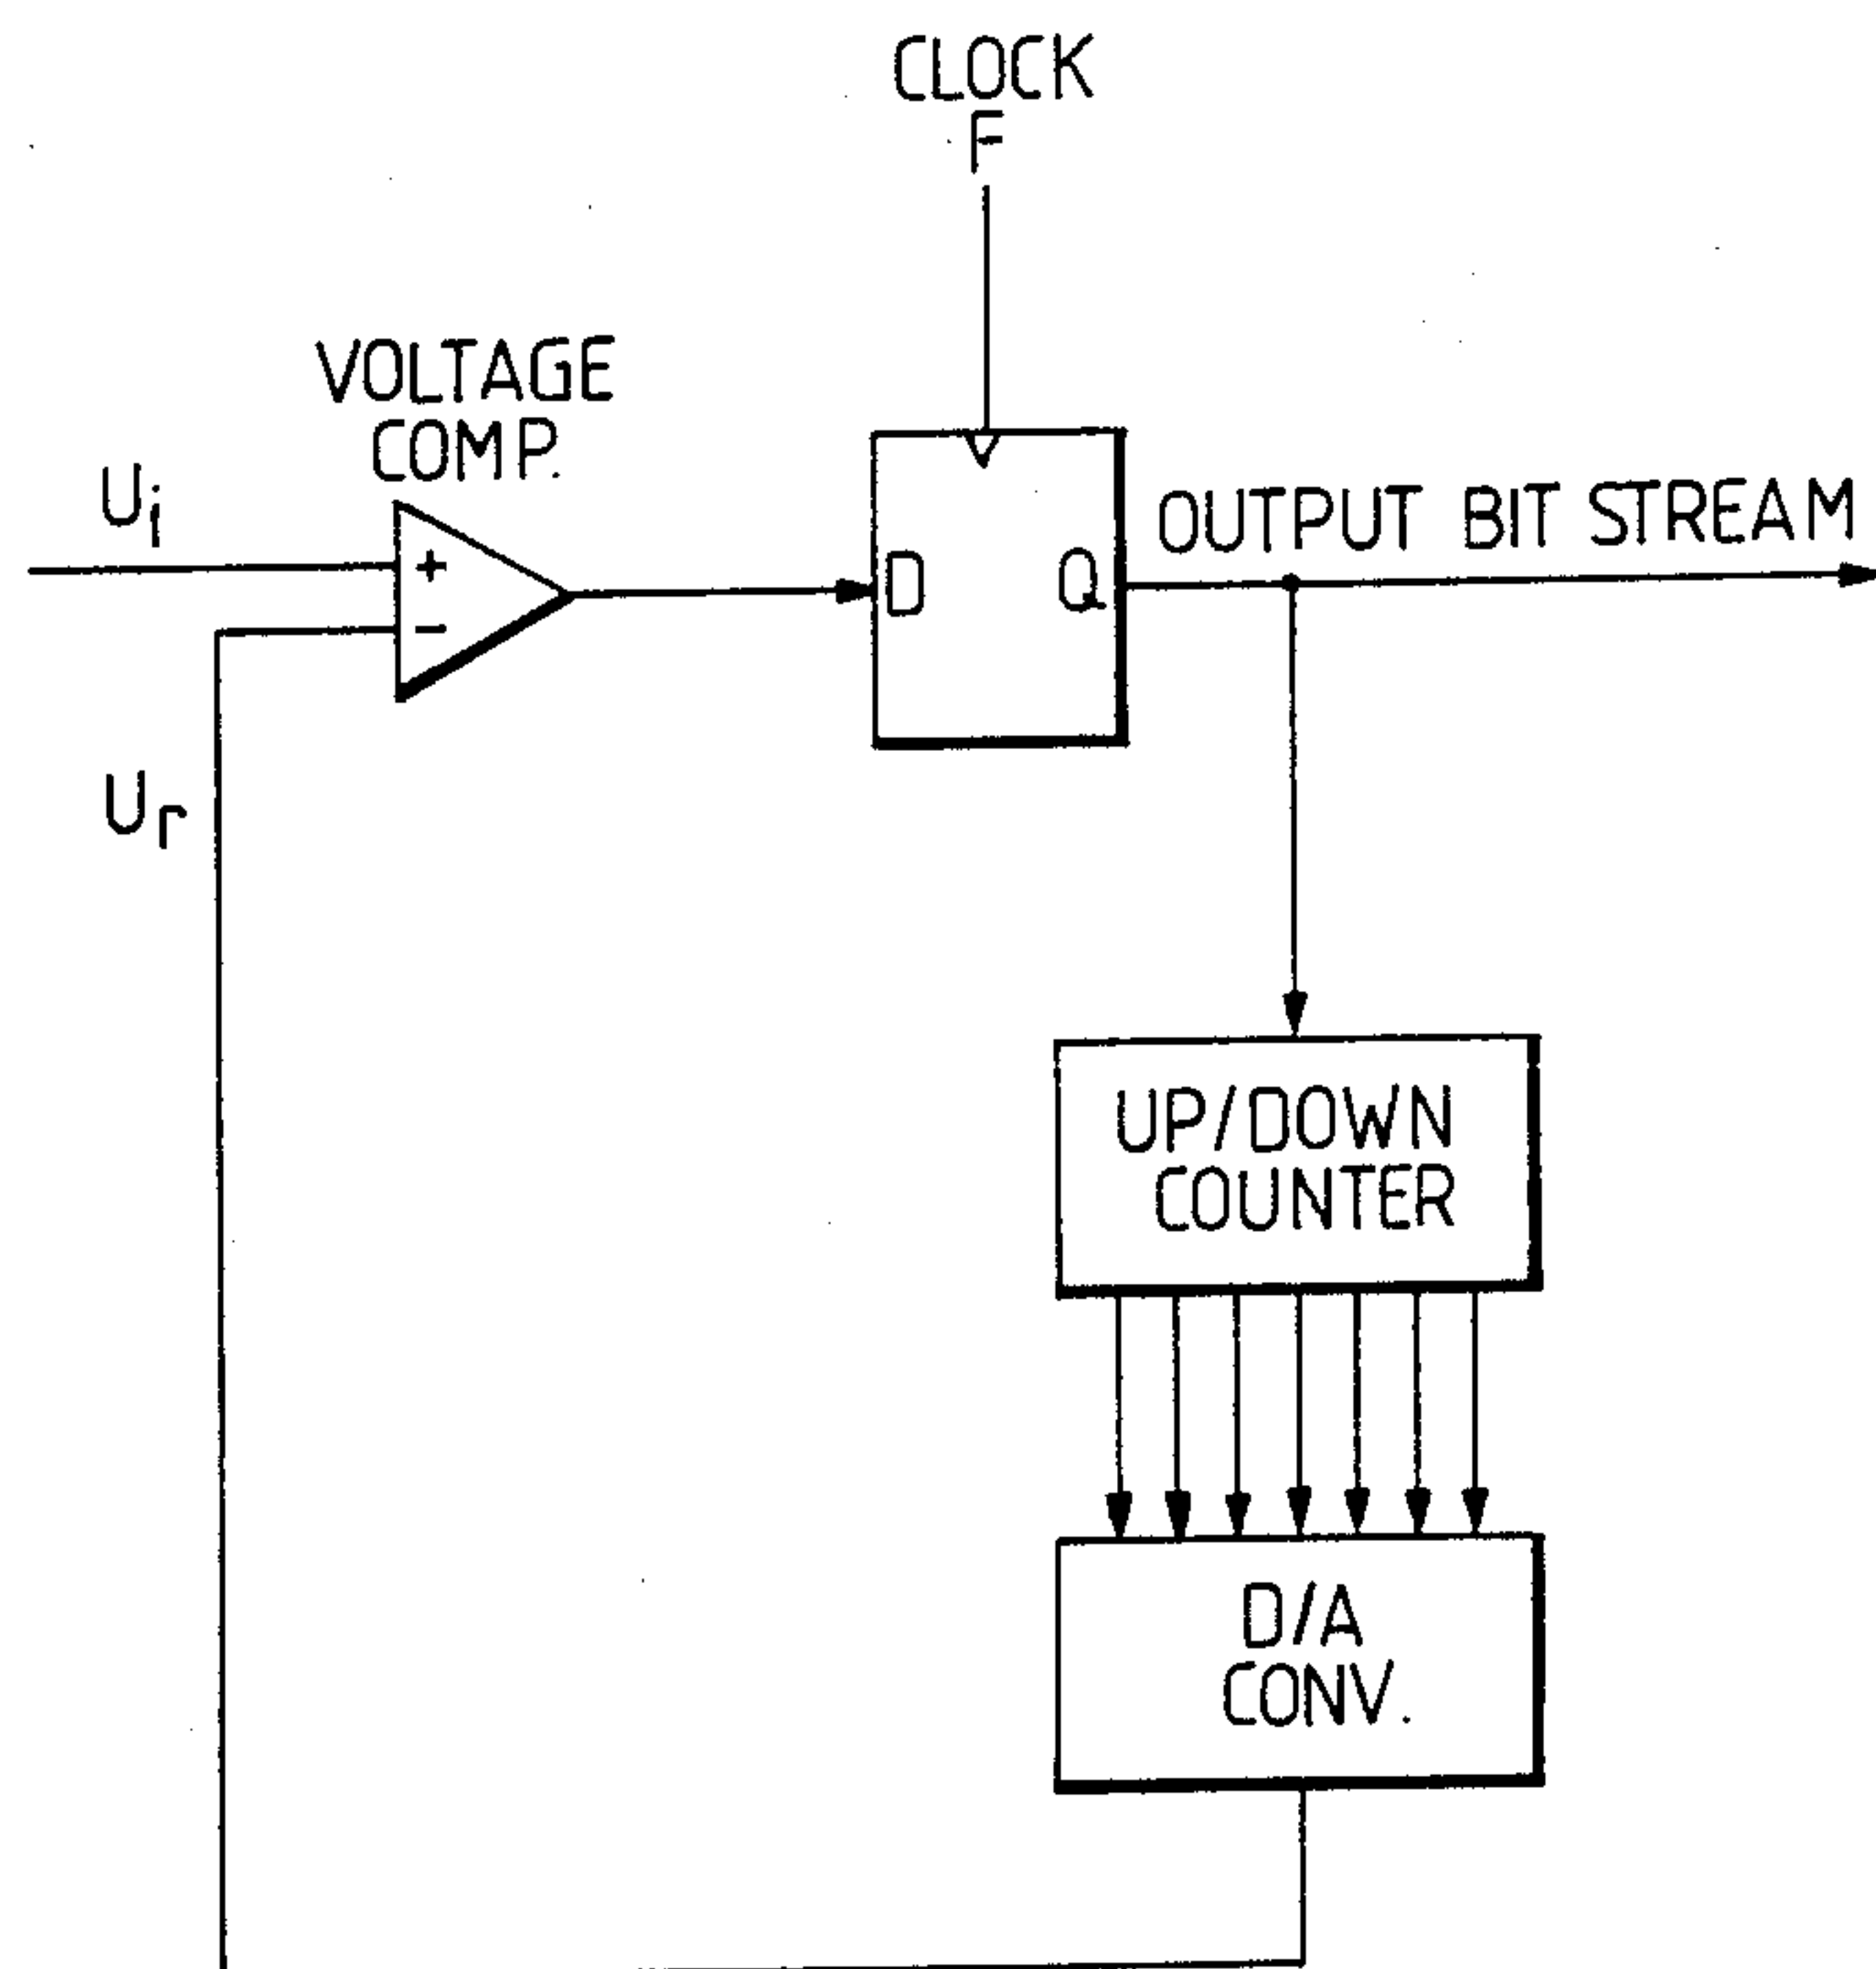 CLOCK
F
VOLTAGE
COMP.
Ui
+
D
Q
OUTPUT BIT STREAM
−
Ur
UP/DOWN
COUNTER
D/A
CONV.